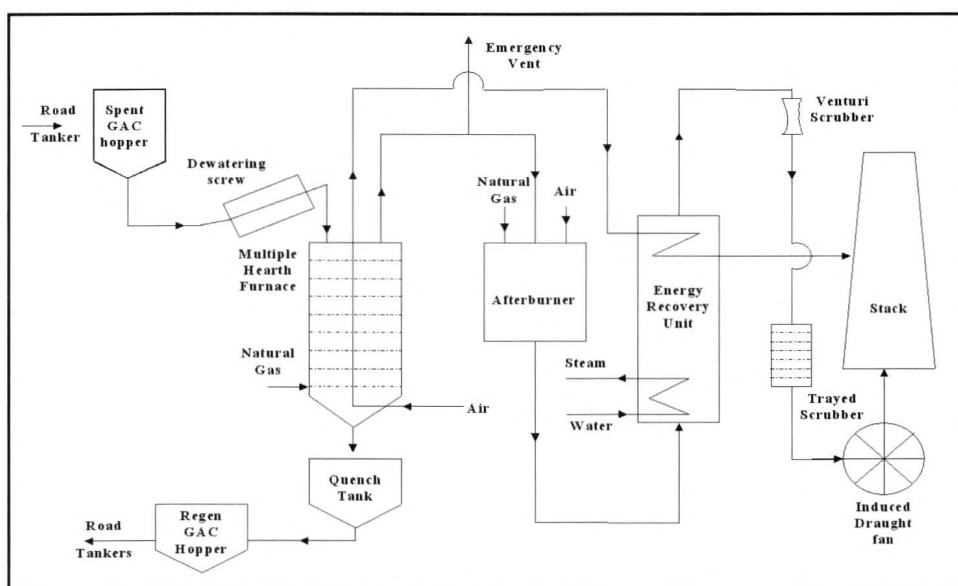 Emergency
Vent
Road
Tanker
Spent
GAC
hopper
Dewatering
screw
Venturi
Scrubber
Natural
Gas
Air
Multiple
Hearth
Furnace
Afterburner
Energy
Recovery
Unit
Stack
Natural
Gas
Air
Steam
Water
Trayed
Scrubber
Quench
Tank
Induced
Draught
fan
Regen
GAC
Hopper
Road
Tankers